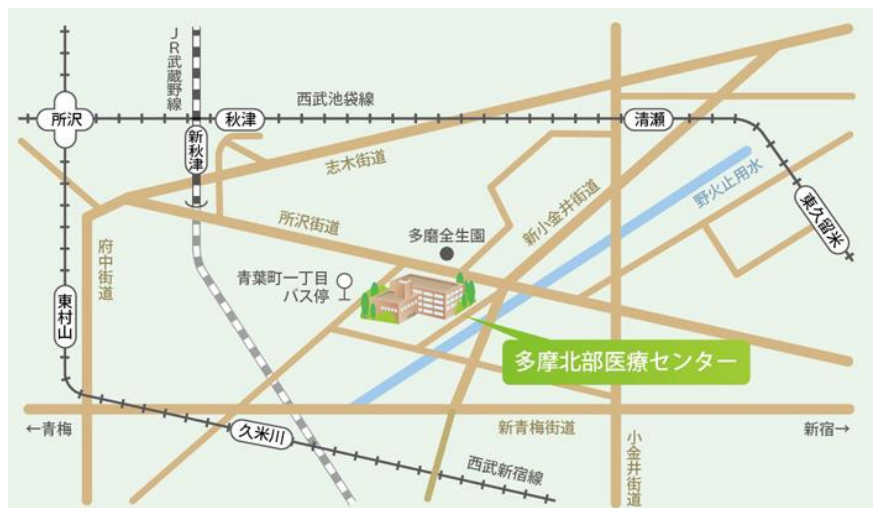 JR武蔵野線
所沢
新秋津
秋津
西武池袋線
清瀬
志木街道
野火止用水
東久留米
新小金井街道
所沢街道
多磨全生園
府中街道
青葉町一丁目
バス停
東村山
多摩北部医療センター
←青梅
久米川
新青梅街道
小金井街道
新宿→
西武新宿線